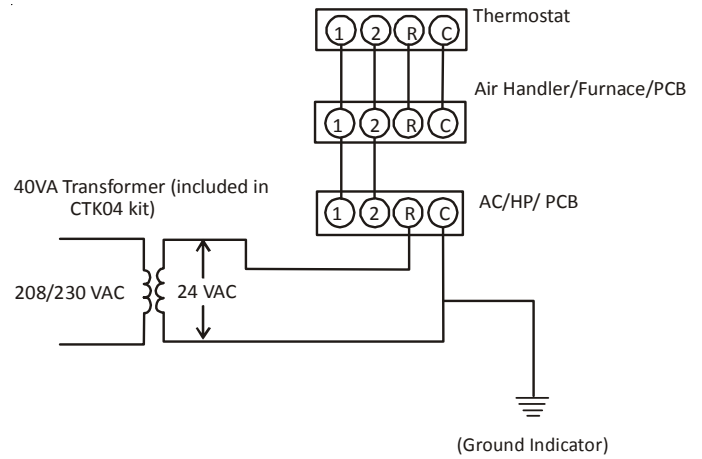 1 2 R C
Thermostat
1 2 R C
Air Handler/Furnace/PCB
1 2 R C
AC/HP/ PCB
40VA Transformer (included in
CTK04 kit)
208/230 VAC
24 VAC
(Ground Indicator)